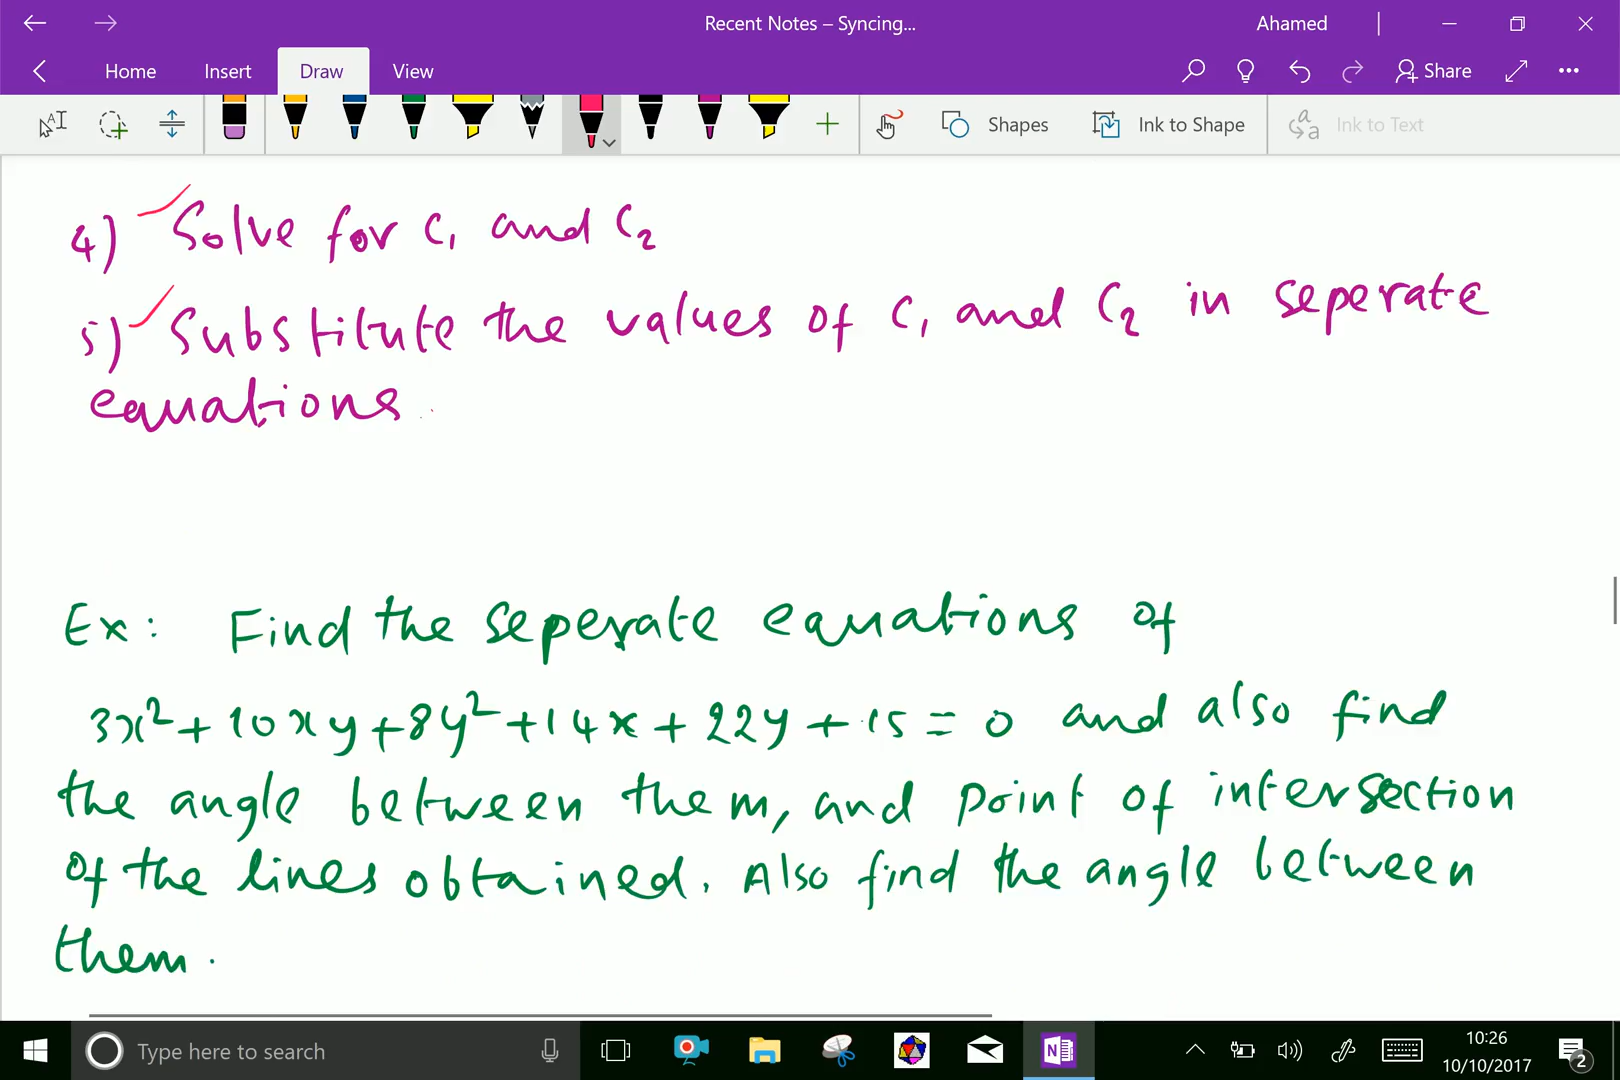 Recent Notes – Syncing...
Ahamed
Home Insert Draw View
Share
Shapes Ink to Shape Ink to Text
4) Solve for C₁ and C₂
5) Substitute the values of C₁ and C₂ in seperate
equations.
Ex: Find the seperate equations of
3x²+10xy+8y²+14x+22y+15=0 and also find
the angle between them, and point of intersection
of the lines obtained. Also find the angle between
them.
Type here to search
10:26
10/10/2017
2